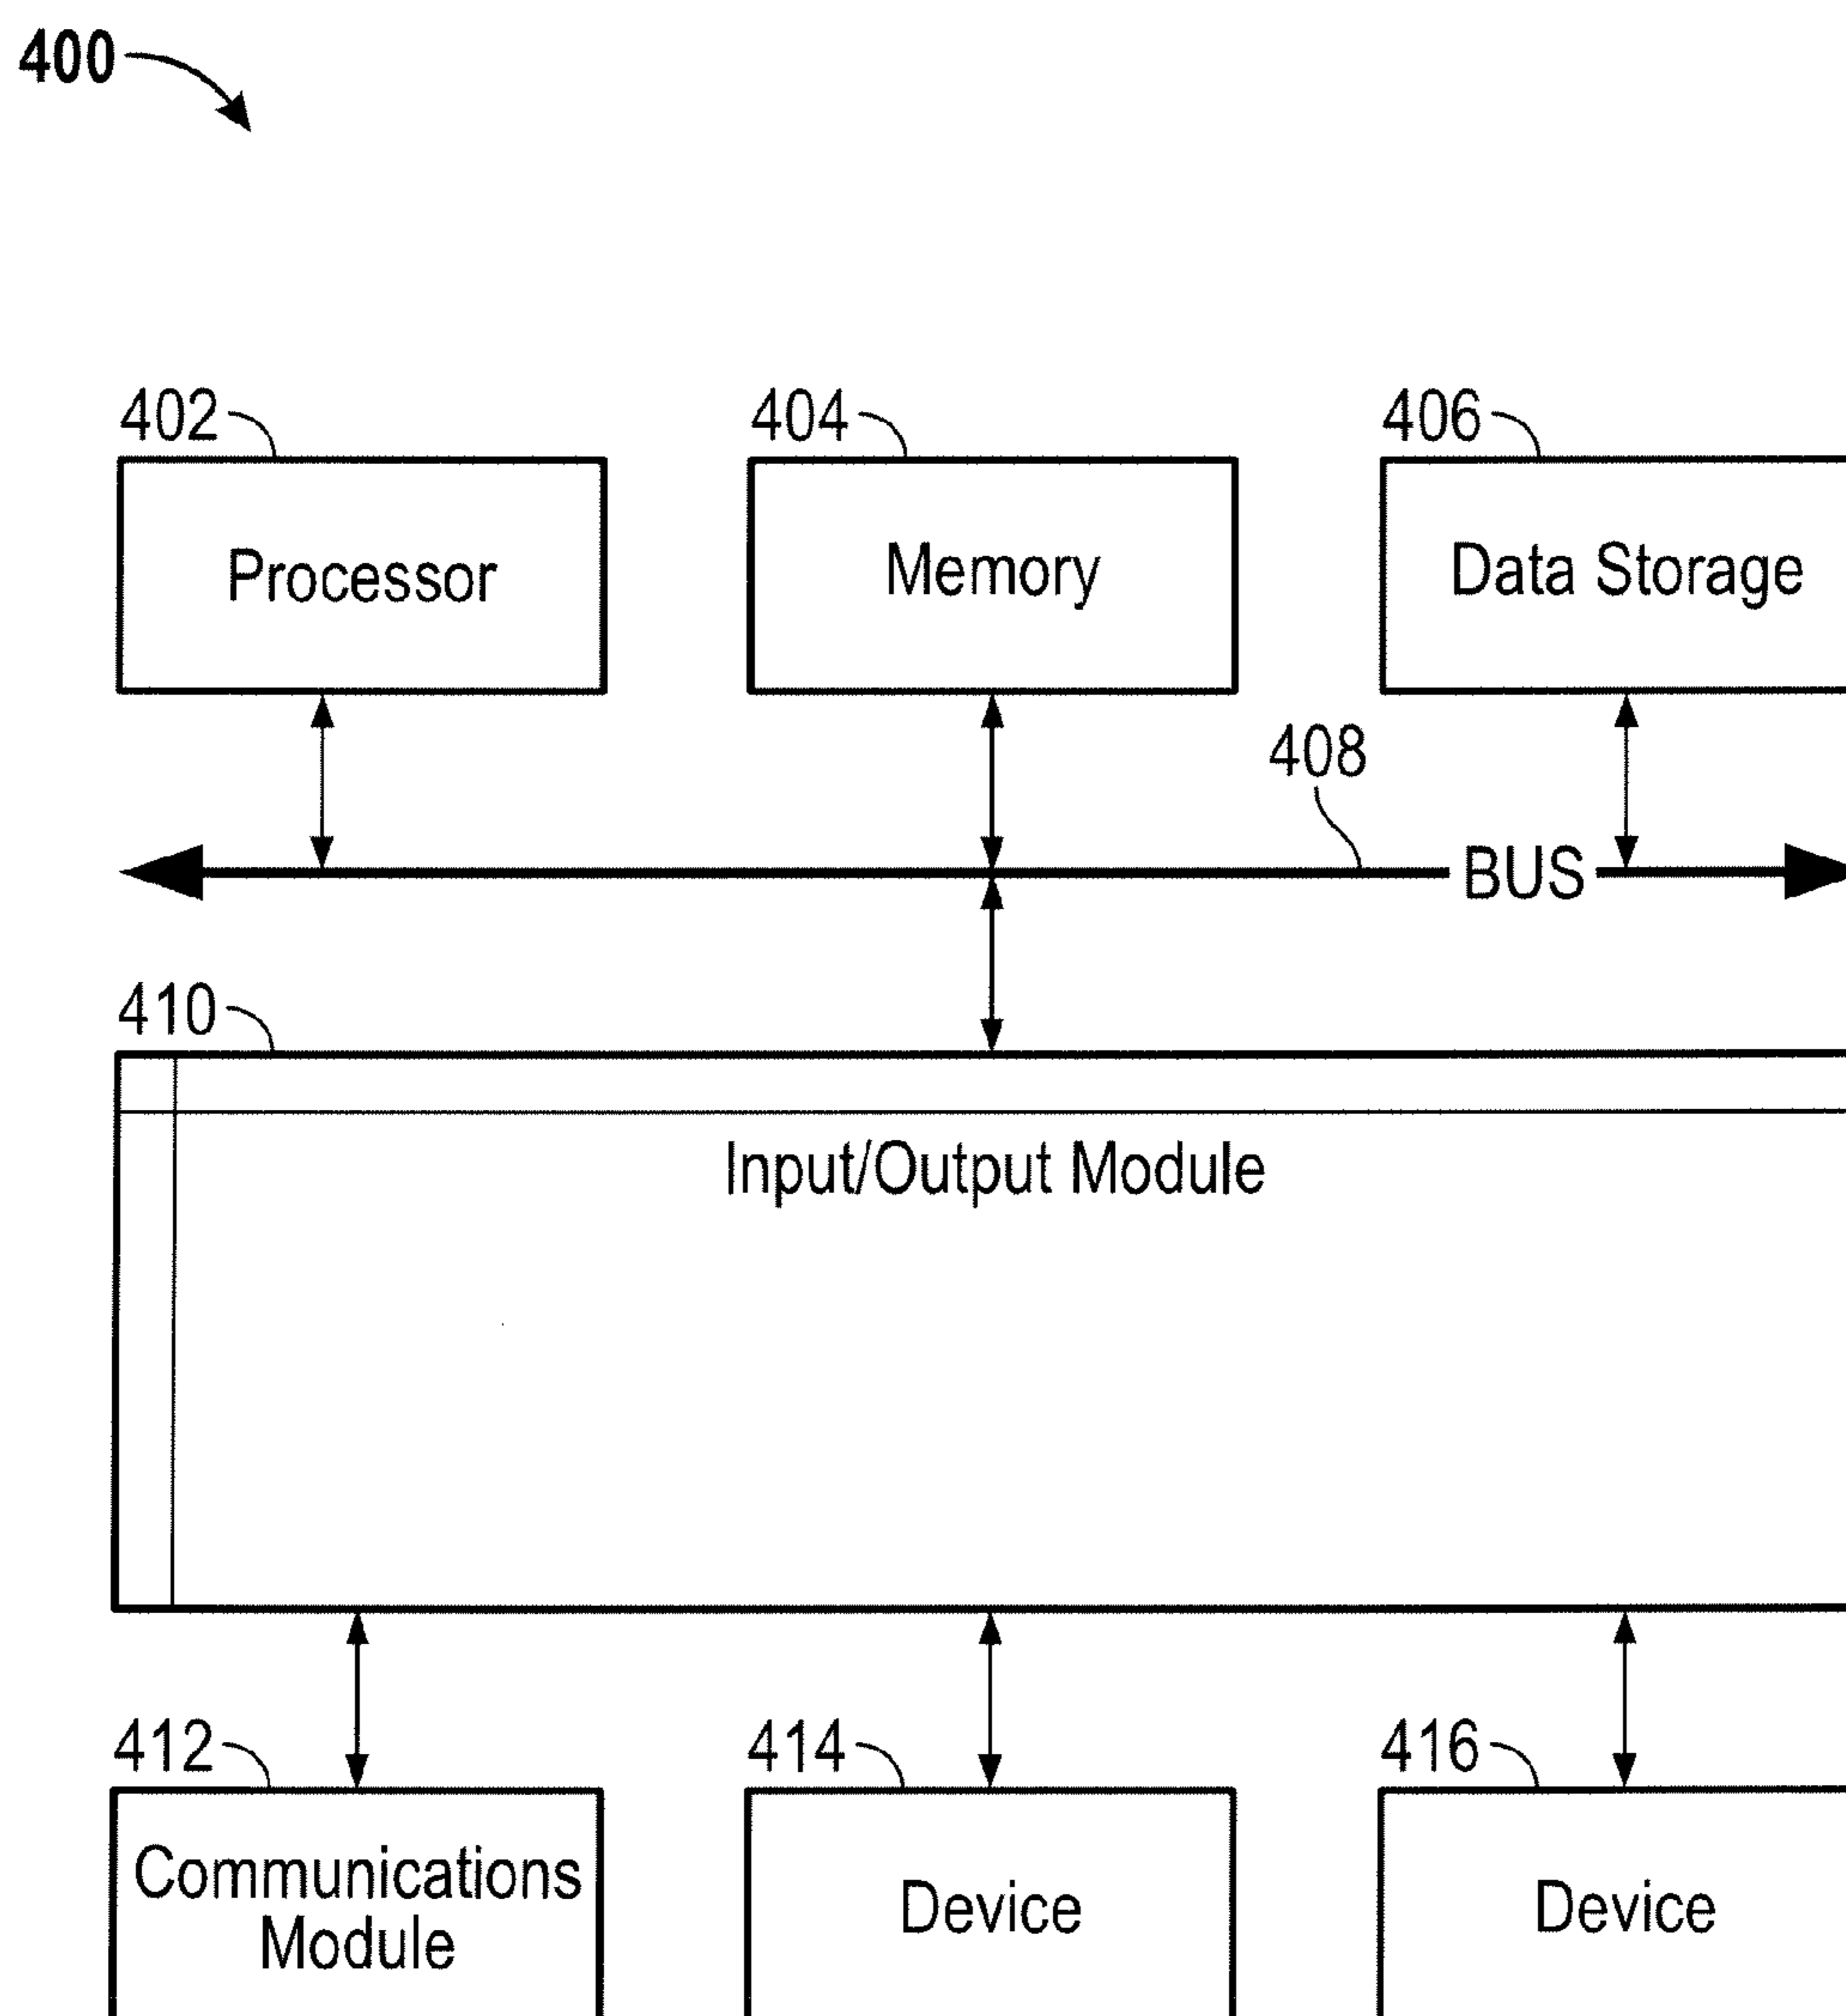 400
402
404
406
Processor
Memory
Data Storage
408
BUS
410
Input/Output Module
412
414
416
Communications
Module
Device
Device